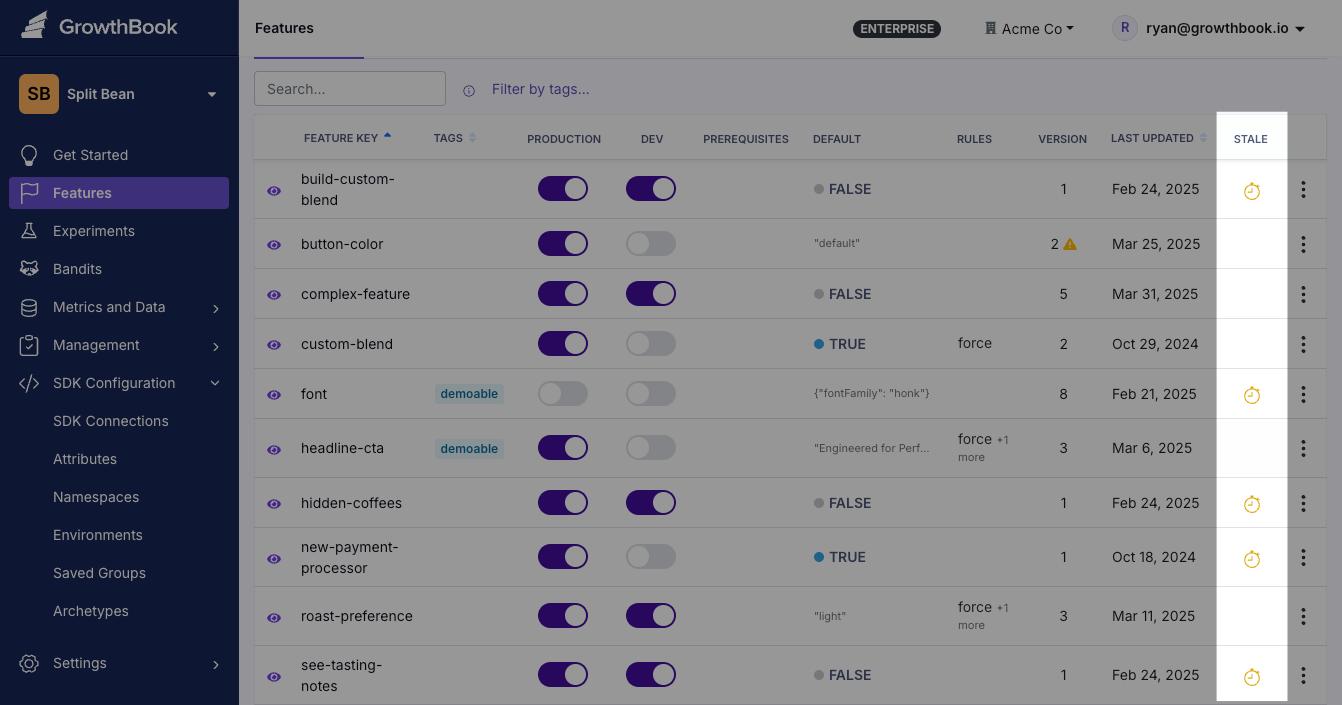 GrowthBook
Features
ENTERPRISE
Acme Co
R
ryan@growthbook.io
SB
Split Bean
Get Started
Features
Experiments
Bandits
Metrics and Data
Management
SDK Configuration
SDK Connections
Attributes
Namespaces
Environments
Saved Groups
Archetypes
Settings
Search...
Filter by tags...
FEATURE KEY TAGS PRODUCTION DEV PREREQUISITES DEFAULT RULES VERSION LAST UPDATED STALE
build-custom-
blend
FALSE 1 Feb 24, 2025
button-color "default" 2 Mar 25, 2025
complex-feature FALSE 5 Mar 31, 2025
custom-blend TRUE force 2 Oct 29, 2024
font demoable {"fontFamily": "honk"} 8 Feb 21, 2025
headline-cta demoable "Engineered for Perf... force +1
more
3 Mar 6, 2025
hidden-coffees FALSE 1 Feb 24, 2025
new-payment-
processor
TRUE 1 Oct 18, 2024
roast-preference "light" force +1
more
3 Mar 11, 2025
see-tasting-
notes
FALSE 1 Feb 24, 2025